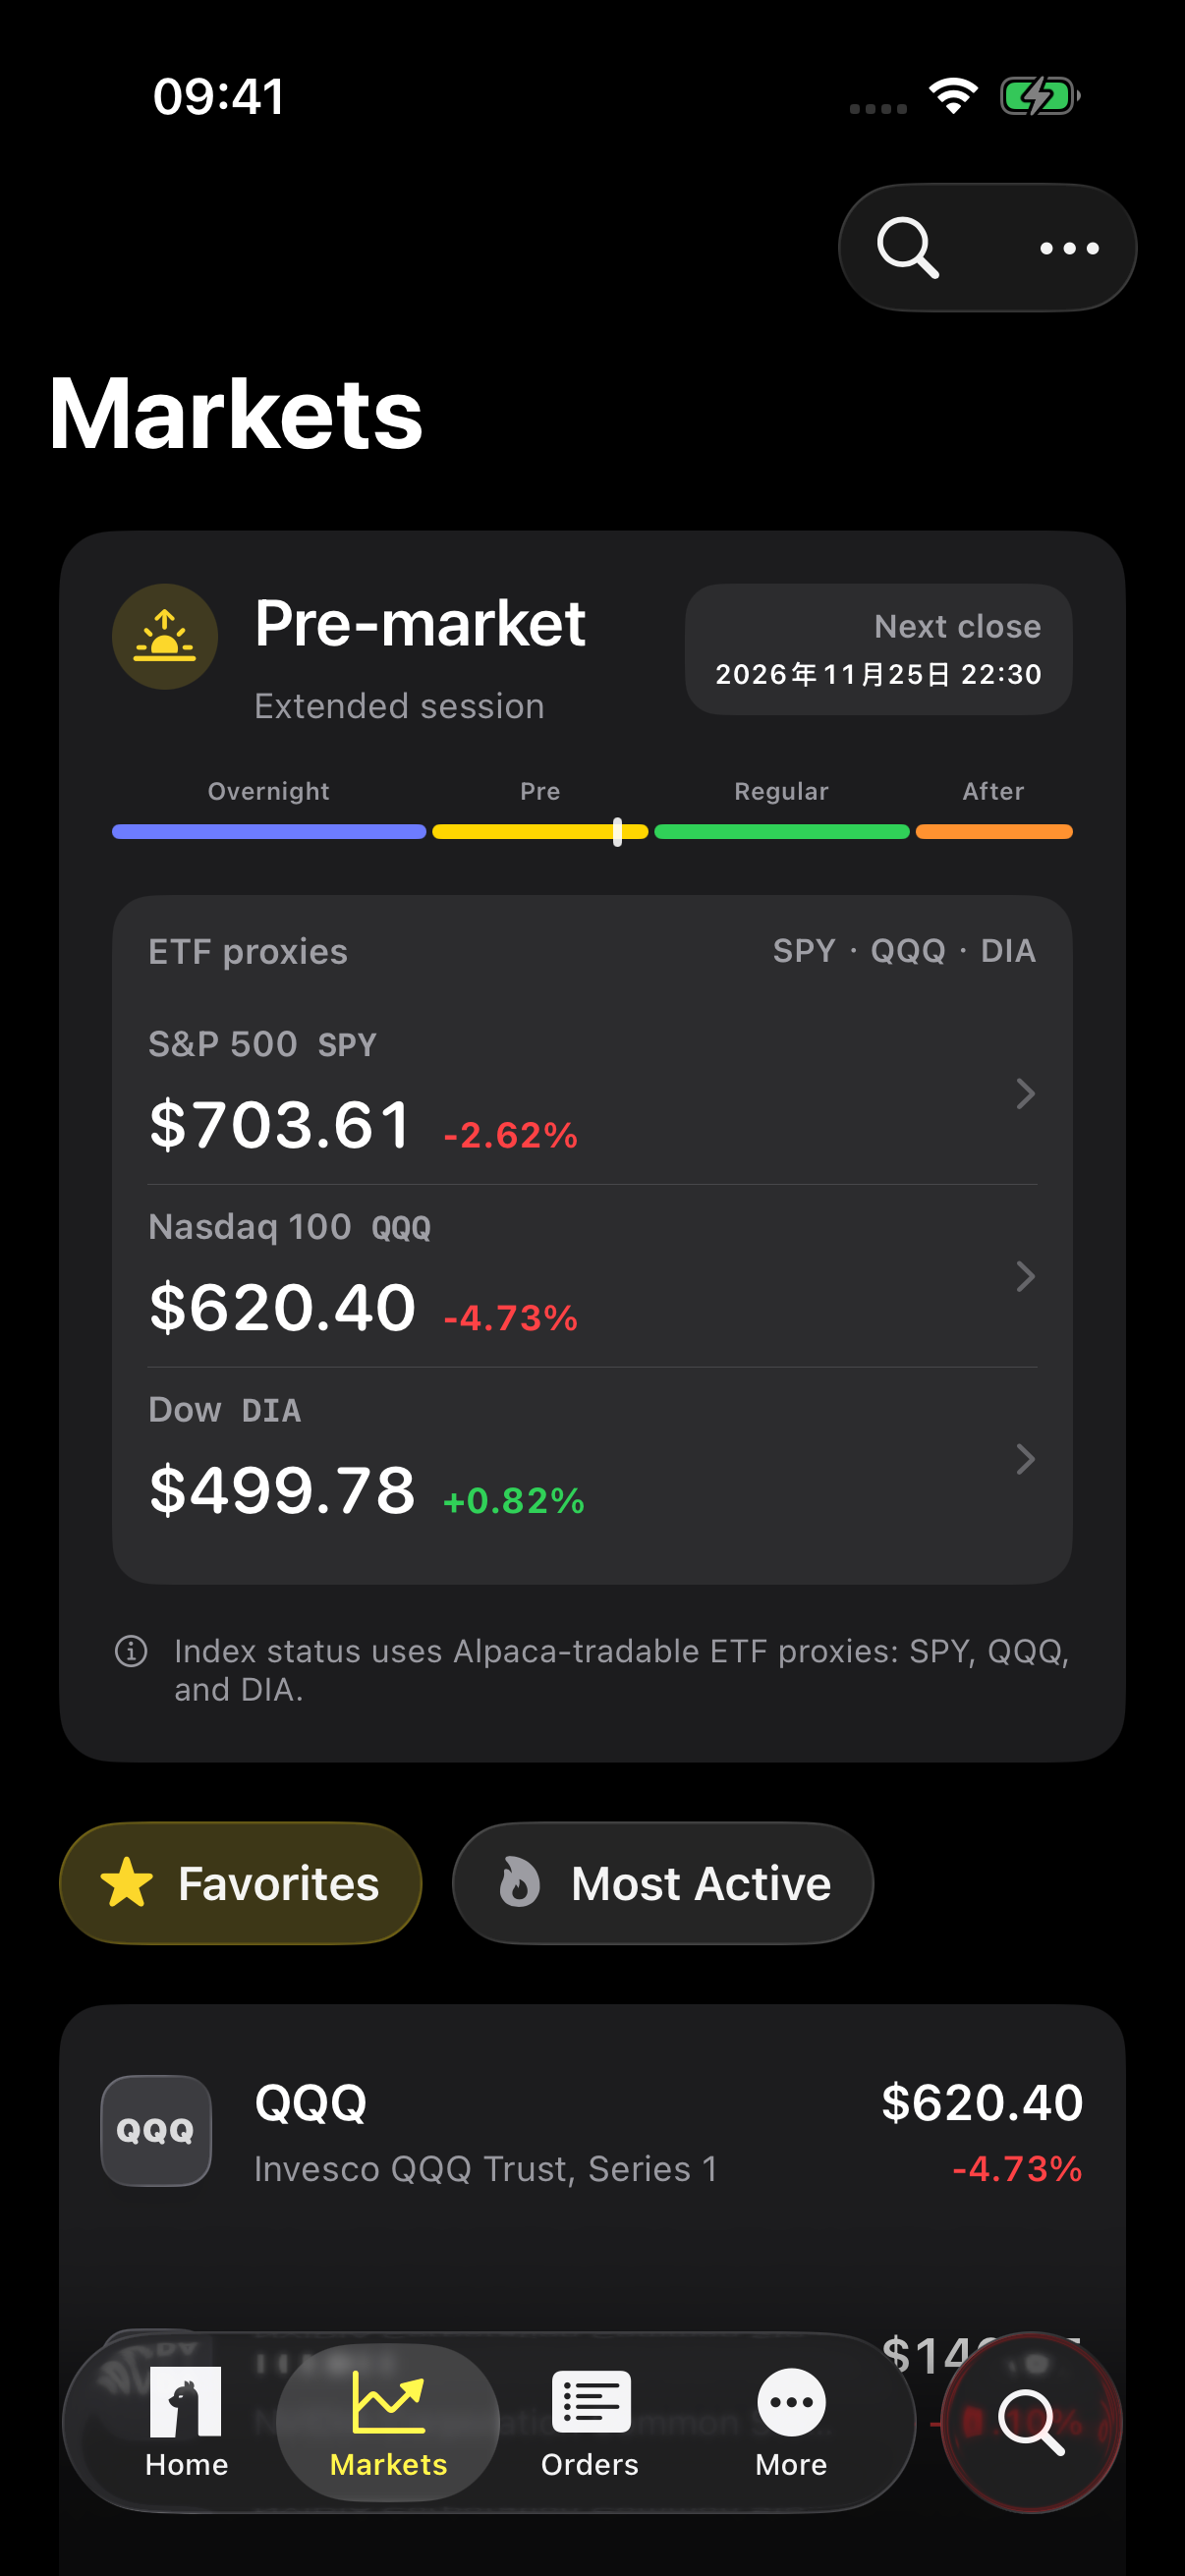 09:41
Markets
Pre-market
Extended session
Next close
2026年11月25日 22:30
Overnight Pre Regular After
ETF proxies SPY · QQQ · DIA
S&P 500 SPY
$703.61 -2.62%
Nasdaq 100 QQQ
$620.40 -4.73%
Dow DIA
$499.78 +0.82%
Index status uses Alpaca-tradable ETF proxies: SPY, QQQ,
and DIA.
Favorites Most Active
QQQ
QQQ
$620.40
Invesco QQQ Trust, Series 1
-4.73%
Home Markets Orders More